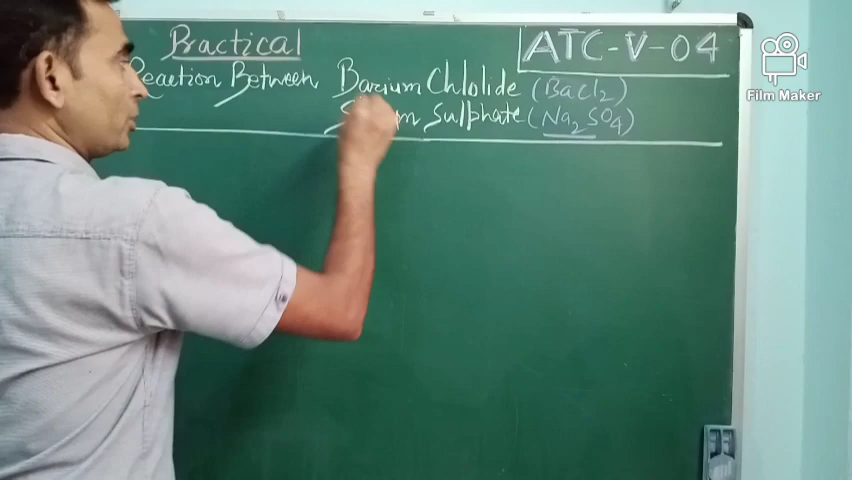 Practical
ATC-V-04
Reaction Between Barium Chlolide (BaCl2)
Sulphate (Na2SO4)
Film Maker